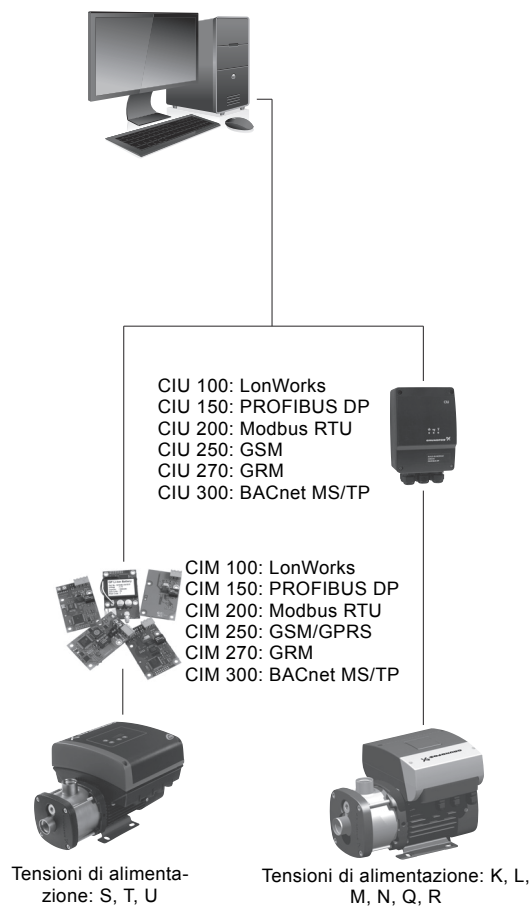 CIU 100: LonWorks
CIU 150: PROFIBUS DP
CIU 200: Modbus RTU
CIU 250: GSM
CIU 270: GRM
CIU 300: BACnet MS/TP
CIM 100: LonWorks
CIM 150: PROFIBUS DP
CIM 200: Modbus RTU
CIM 250: GSM/GPRS
CIM 270: GRM
CIM 300: BACnet MS/TP
GRUNDFOS
Tensioni di alimenta-
zione: S, T, U
Tensioni di alimentazione: K, L,
M, N, Q, R